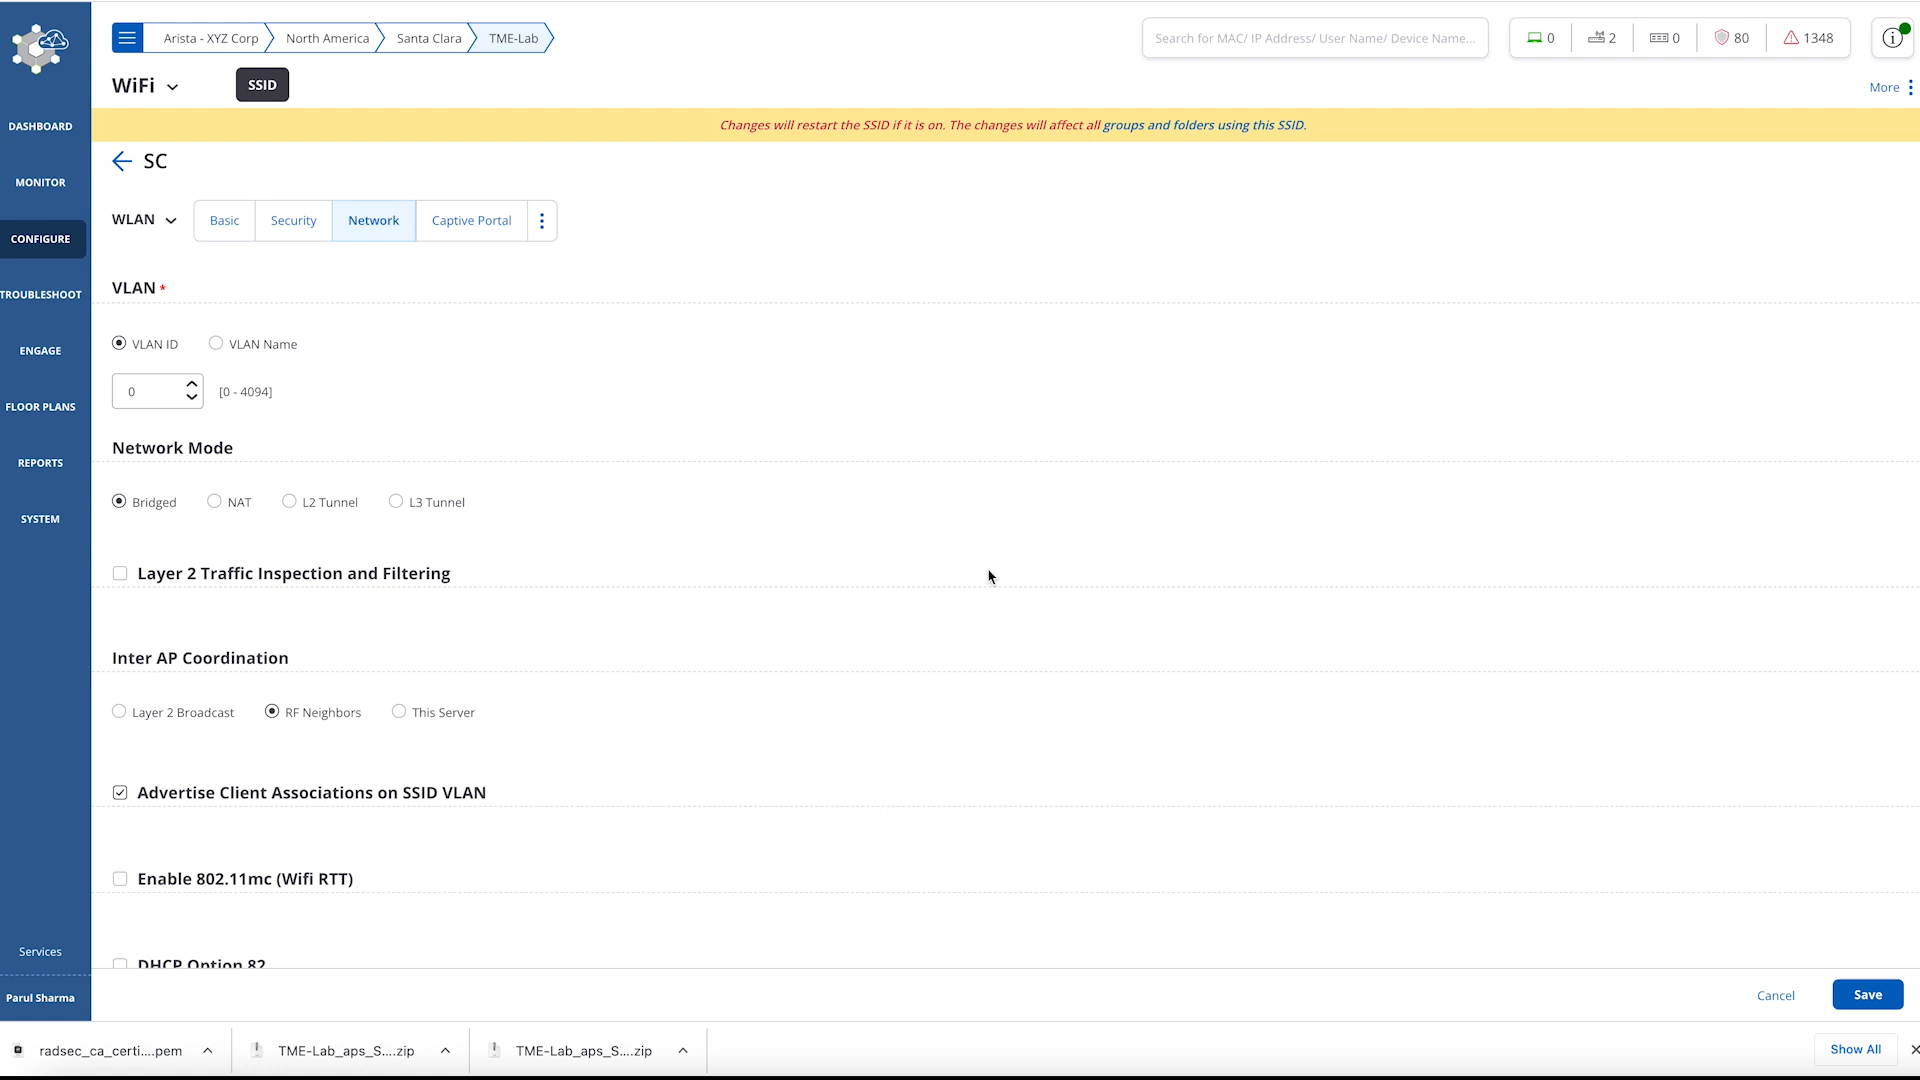 Arista - XYZ Corp
North America
Santa Clara
TME-Lab
Search for MAC/ IP Address/ User Name/ Device Name...
0
2
0
80
1348
WiFi
SSID
More
Changes will restart the SSID if it is on. The changes will affect all groups and folders using this SSID.
DASHBOARD
MONITOR
CONFIGURE
TROUBLESHOOT
ENGAGE
FLOOR PLANS
REPORTS
SYSTEM
Services
Parul Sharma
SC
WLAN
Basic
Security
Network
Captive Portal
VLAN *
VLAN ID
VLAN Name
0
[0 - 4094]
Network Mode
Bridged
NAT
L2 Tunnel
L3 Tunnel
Layer 2 Traffic Inspection and Filtering
Inter AP Coordination
Layer 2 Broadcast
RF Neighbors
This Server
Advertise Client Associations on SSID VLAN
Enable 802.11mc (Wifi RTT)
DHCP Option 82
Cancel
Save
radsec_ca_certi....pem
TME-Lab_aps_S....zip
TME-Lab_aps_S....zip
Show All